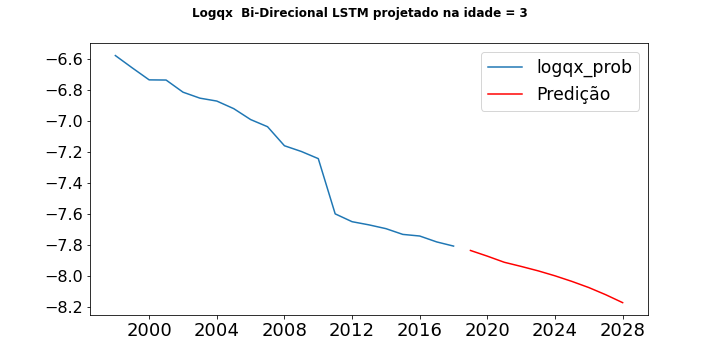 Logqx  Bi-Direcional LSTM projetado na idade = 3
logqx_prob
Predição
−6.6
−6.8
−7.0
−7.2
−7.4
−7.6
−7.8
−8.0
−8.2
2000 2004 2008 2012 2016 2020 2024 2028